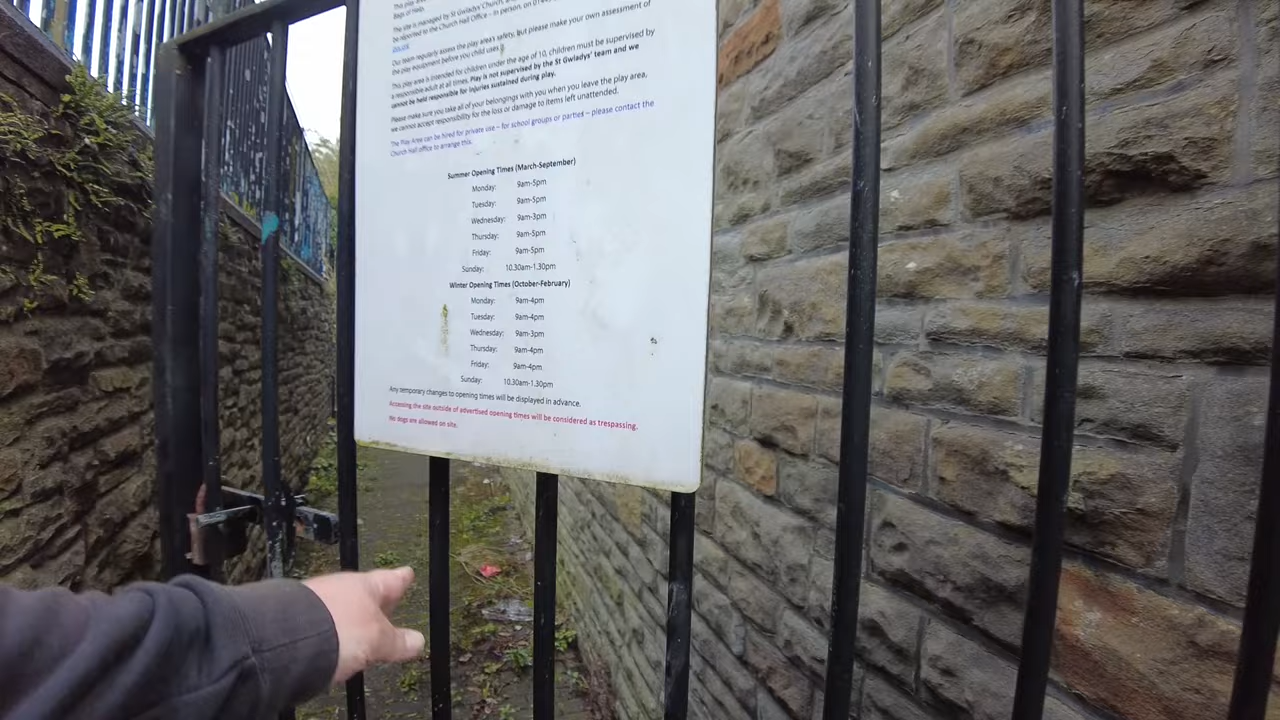 This play area
Bags of Help.
The site is managed by St Gwladys' Church, and
be reported to the Church Hall Office – in person, on
Our team regularly assess the play area's safety, but please make your own assessment of
the play equipment before you child uses it.
This play area is intended for children under the age of 10, children must be supervised by
a responsible adult at all times. Play is not supervised by the St Gwladys' team and we
cannot be held responsible for injuries sustained during play.
Please make sure you take all of your belongings with you when you leave the play area,
we cannot accept responsibility for the loss or damage to items left unattended.
The Play Area can be hired for private use – for school groups or parties – please contact the
Church Hall office to arrange this.
Summer Opening Times (March-September)
Monday: 9am-5pm
Tuesday: 9am-5pm
Wednesday: 9am-3pm
Thursday: 9am-5pm
Friday: 9am-5pm
Sunday: 10.30am-1.30pm
Winter Opening Times (October-February)
Monday: 9am-4pm
Tuesday: 9am-4pm
Wednesday: 9am-3pm
Thursday: 9am-4pm
Friday: 9am-4pm
Sunday: 10.30am-1.30pm
Any temporary changes to opening times will be displayed in advance.
Accessing the site outside of advertised opening times will be considered as trespassing.
No dogs are allowed on site.